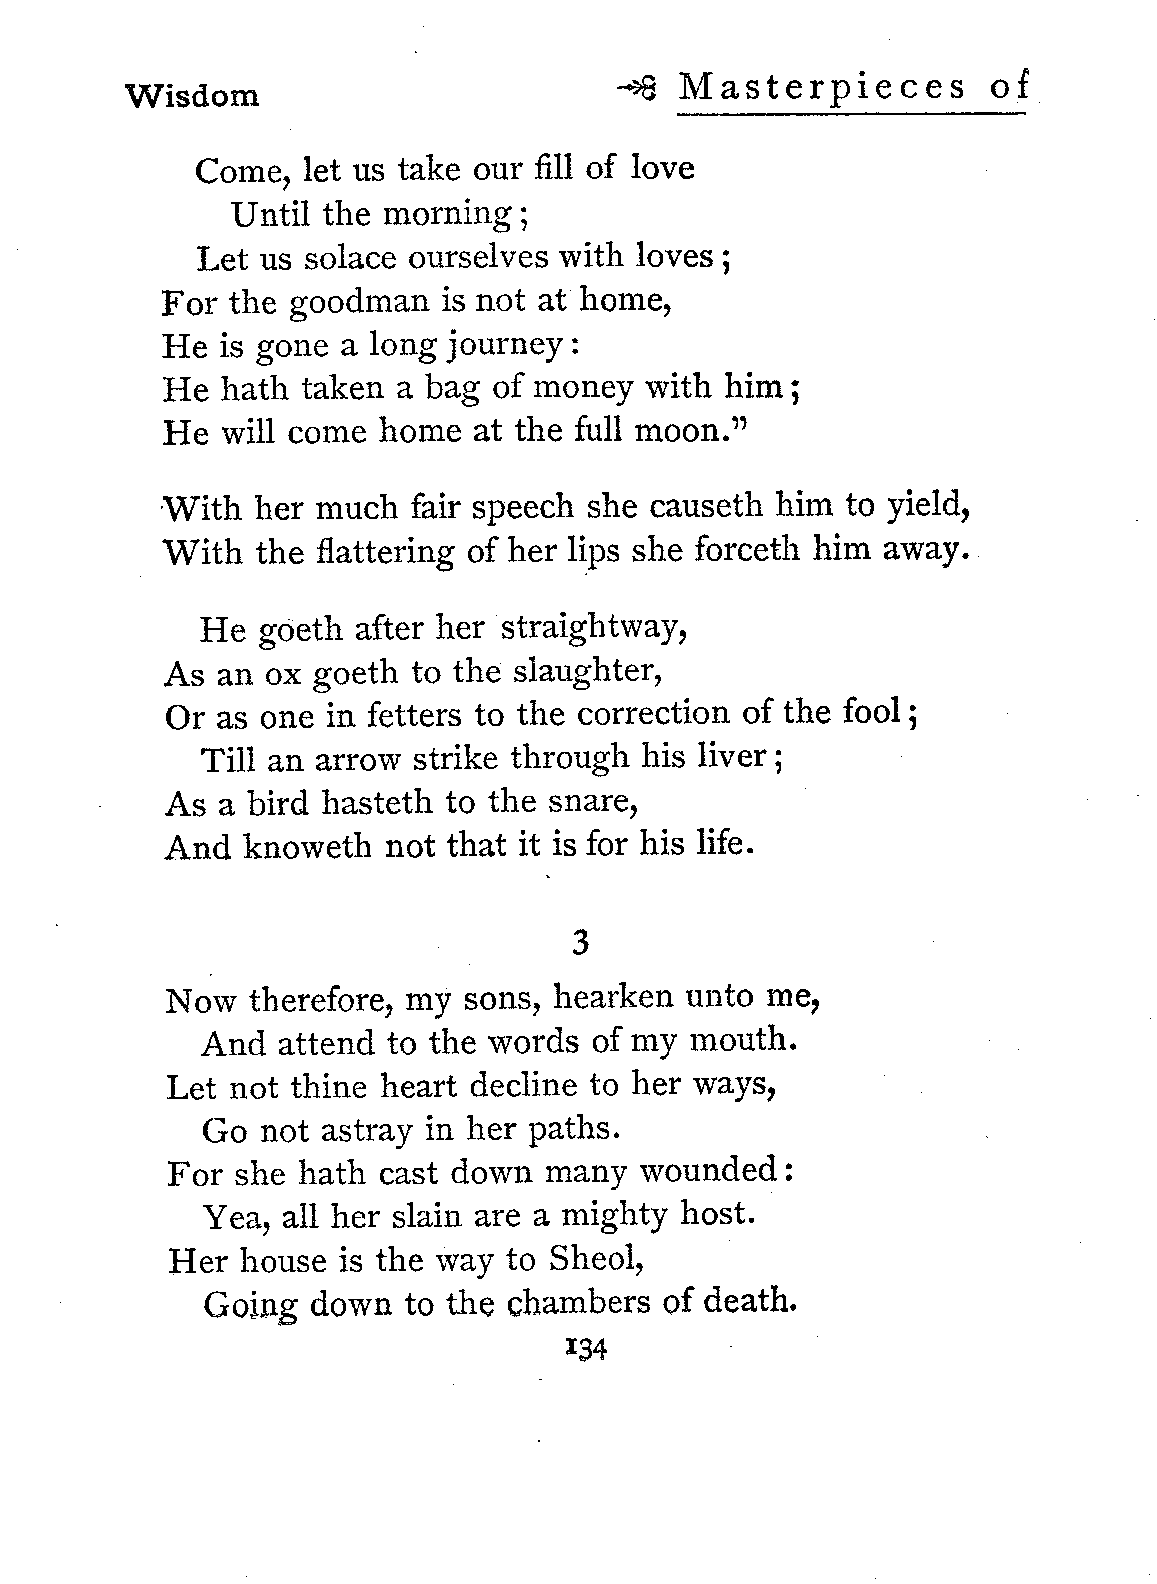 Wisdom Masterpieces of
Come, let us take our fill of love
Until the morning;
Let us solace ourselves with loves;
For the goodman is not at home,
He is gone a long journey:
He hath taken a bag of money with him;
He will come home at the full moon.”
With her much fair speech she causeth him to yield,
With the flattering of her lips she forceth him away.
He goeth after her straightway,
As an ox goeth to the slaughter,
Or as one in fetters to the correction of the fool;
Till an arrow strike through his liver;
As a bird hasteth to the snare,
And knoweth not that it is for his life.
3
Now therefore, my sons, hearken unto me,
And attend to the words of my mouth.
Let not thine heart decline to her ways,
Go not astray in her paths.
For she hath cast down many wounded:
Yea, all her slain are a mighty host.
Her house is the way to Sheol,
Going down to the chambers of death.
134